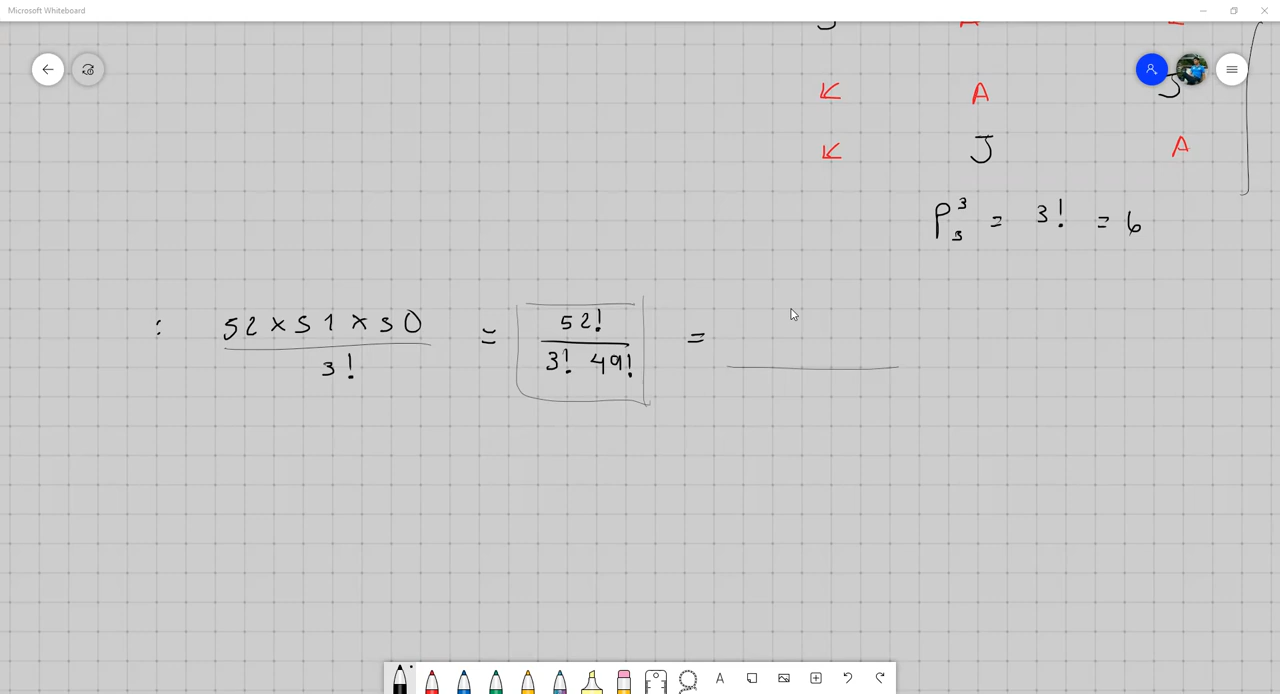 Microsoft Whiteboard
J A K
K A J
K J A
P³₃ = 3! = 6
: 52 × 51 × 50 / 3! = 52! / 3! 49! =
A